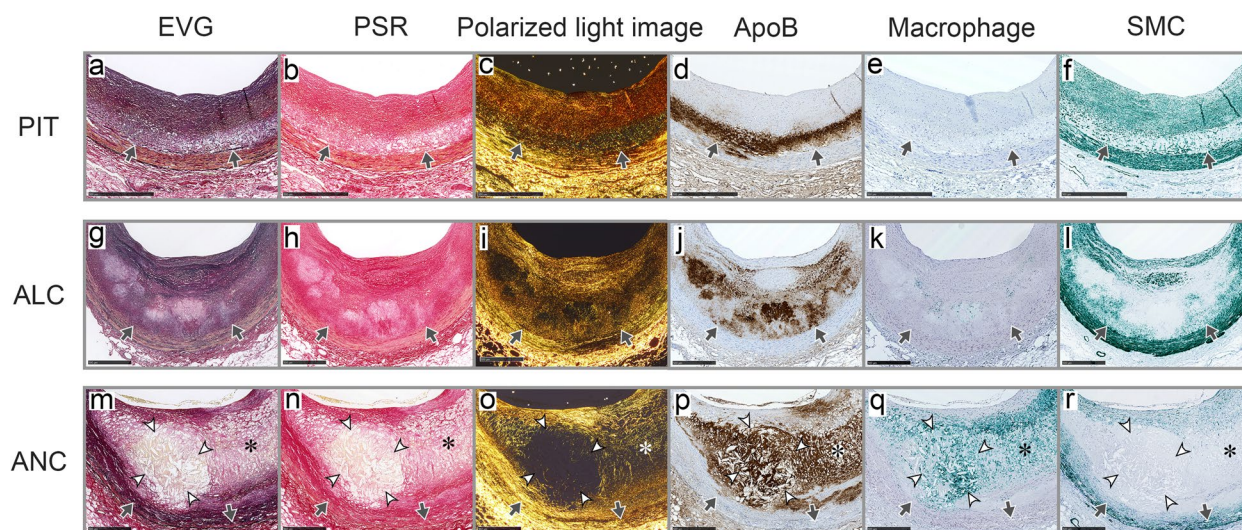 EVG PSR Polarized light image ApoB Macrophage SMC
PIT a b c d e f
ALC g h i j k l
ANC m n o p q r
* * * * * *